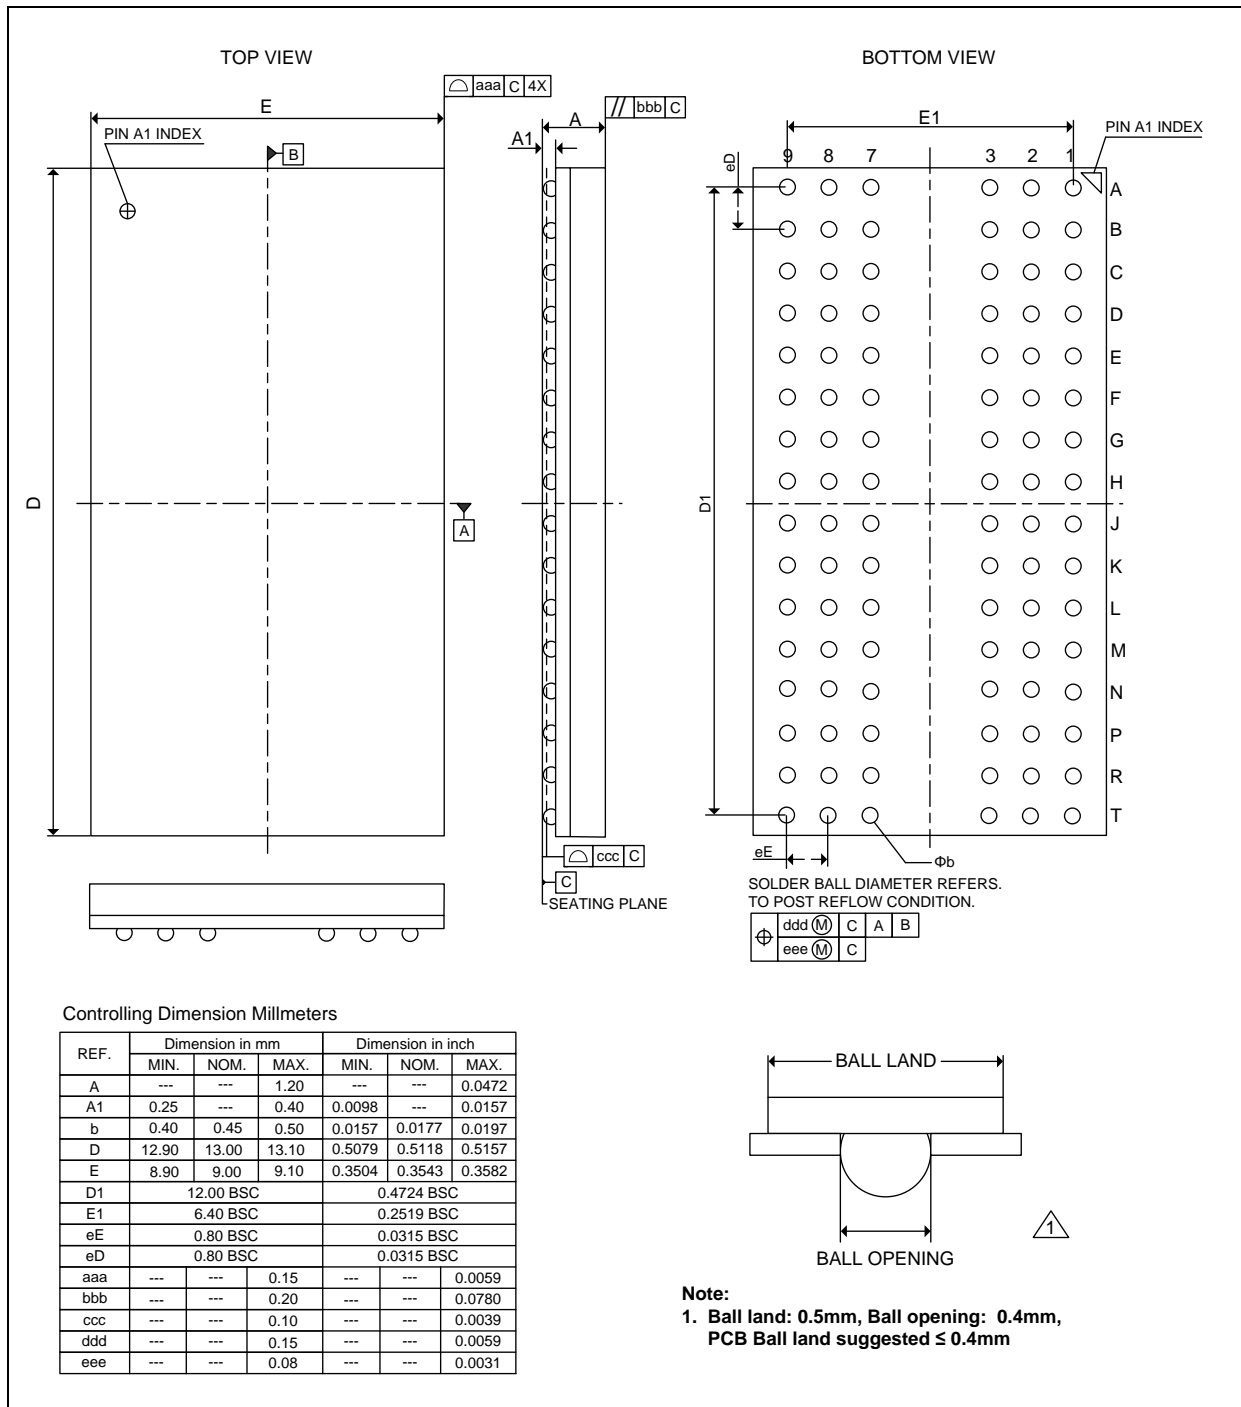 TOP VIEW
BOTTOM VIEW
aaa C 4X
E
// bbb C
A
A1
PIN A1 INDEX
B
E1
PIN A1 INDEX
eD
9 8 7 3 2 1
A
B
C
D
E
F
G
H
J
K
L
M
N
P
R
T
D
A
D1
ccc C
C
SEATING PLANE
eE
Φb
SOLDER BALL DIAMETER REFERS.
TO POST REFLOW CONDITION.
ddd M C A B
eee M C
Controlling Dimension Millmeters
REF. Dimension in mm Dimension in inch
MIN. NOM. MAX. MIN. NOM. MAX.
A --- --- 1.20 --- --- 0.0472
A1 0.25 --- 0.40 0.0098 --- 0.0157
b 0.40 0.45 0.50 0.0157 0.0177 0.0197
D 12.90 13.00 13.10 0.5079 0.5118 0.5157
E 8.90 9.00 9.10 0.3504 0.3543 0.3582
D1 12.00 BSC 0.4724 BSC
E1 6.40 BSC 0.2519 BSC
eE 0.80 BSC 0.0315 BSC
eD 0.80 BSC 0.0315 BSC
aaa --- --- 0.15 --- --- 0.0059
bbb --- --- 0.20 --- --- 0.0780
ccc --- --- 0.10 --- --- 0.0039
ddd --- --- 0.15 --- --- 0.0059
eee --- --- 0.08 --- --- 0.0031
BALL LAND
1
BALL OPENING
Note:
1. Ball land: 0.5mm, Ball opening: 0.4mm,
PCB Ball land suggested ≤ 0.4mm